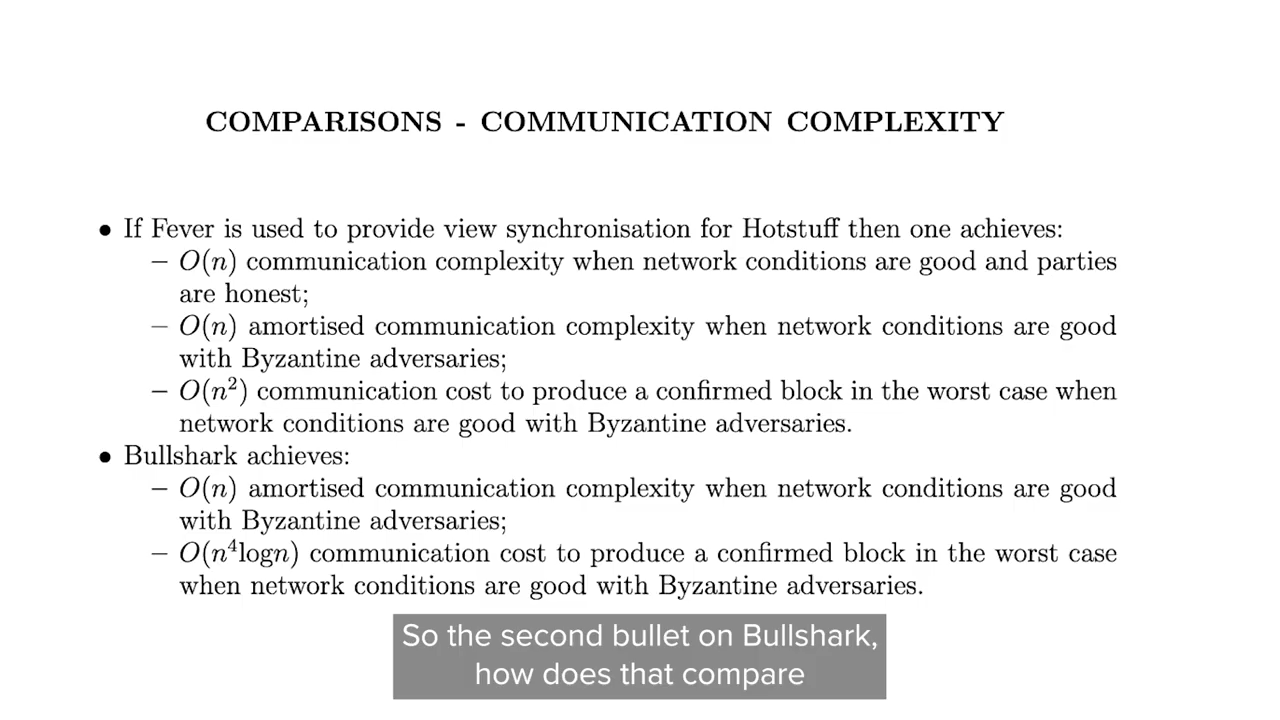 COMPARISONS - COMMUNICATION COMPLEXITY
• If Fever is used to provide view synchronisation for Hotstuff then one achieves:
– O(n) communication complexity when network conditions are good and parties
are honest;
– O(n) amortised communication complexity when network conditions are good
with Byzantine adversaries;
– O(n²) communication cost to produce a confirmed block in the worst case when
network conditions are good with Byzantine adversaries.
• Bullshark achieves:
– O(n) amortised communication complexity when network conditions are good
with Byzantine adversaries;
– O(n⁴logn) communication cost to produce a confirmed block in the worst case
when network conditions are good with Byzantine adversaries.
So the second bullet on Bullshark,
how does that compare